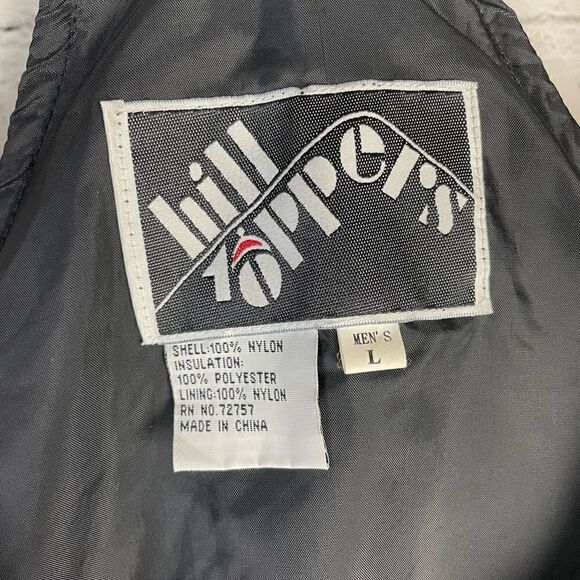 hill
toppers
SHELL:100% NYLON
INSULATION:
100% POLYESTER
LINING:100% NYLON
RN NO.72757
MADE IN CHINA
MEN'S
L